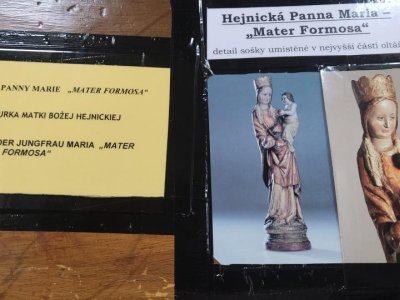 PANNY MARIE „MATER FORMOSA“
URKA MATKI BOŻEJ HEJNICKIEJ
DER JUNGFRAU MARIA „MATER
FORMOSA“
Hejnická Panna Maria –
„Mater Formosa“
detail sošky umístěné v nejvyšší části oltář